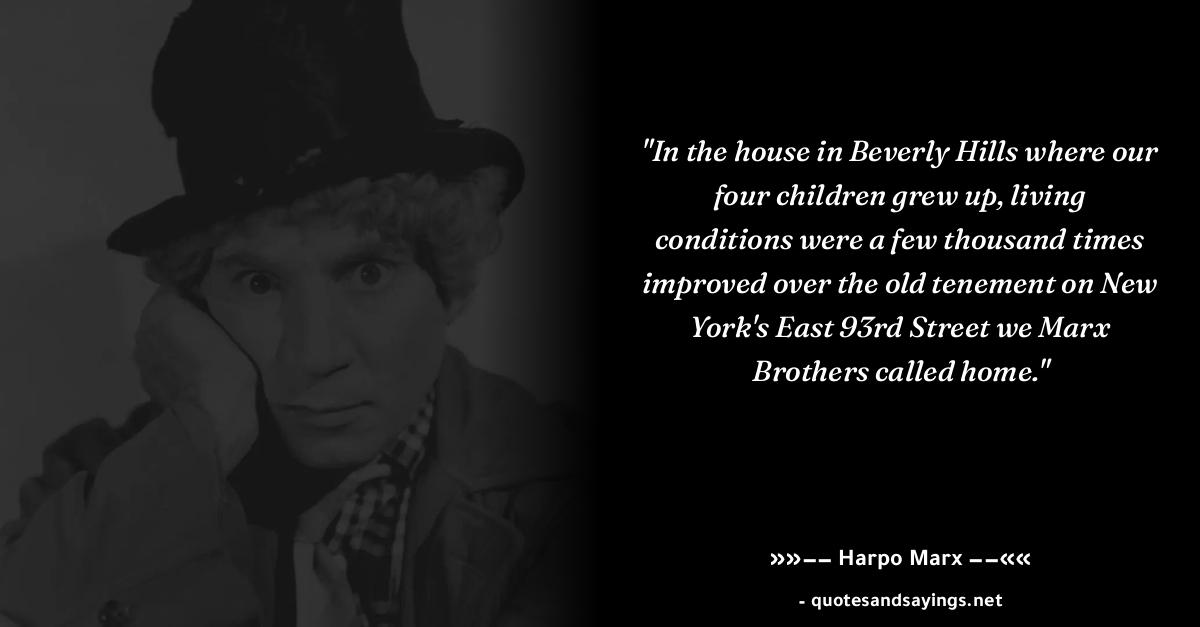 "In the house in Beverly Hills where our
four children grew up, living
conditions were a few thousand times
improved over the old tenement on New
York's East 93rd Street we Marx
Brothers called home."
»»−− Harpo Marx −−««
- quotesandsayings.net